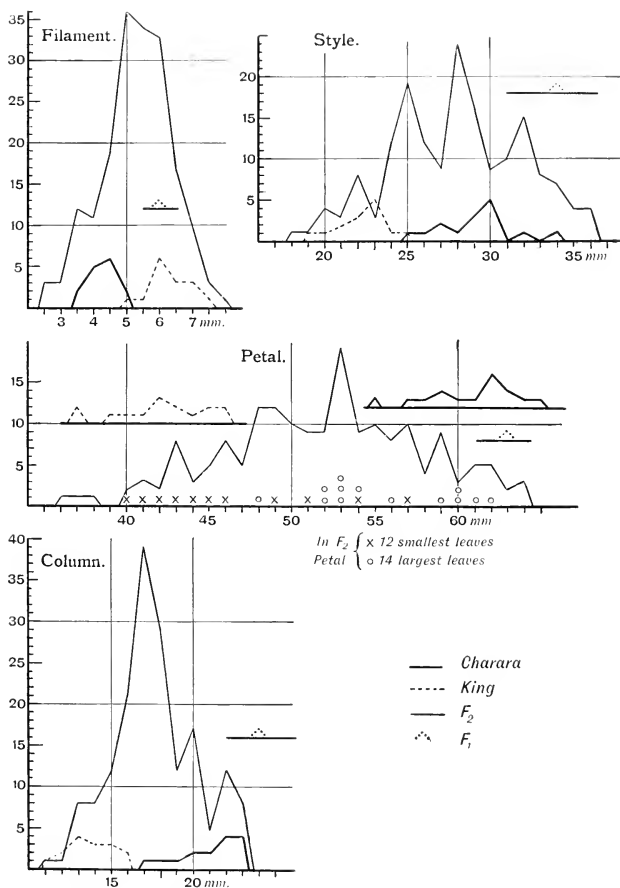 Filament.
35
30
25
20
15
10
5
3 4 5 6 7 mm.
Style.
20
15
10
5
20 25 30 35 mm
Petal.
15
10
5
40 45 50 55 60 mm
In F2 { x 12 smallest leaves
Petal { o 14 largest leaves
Column.
40
35
30
25
20
15
10
5
15 20 mm.
Charara
King
F2
F1